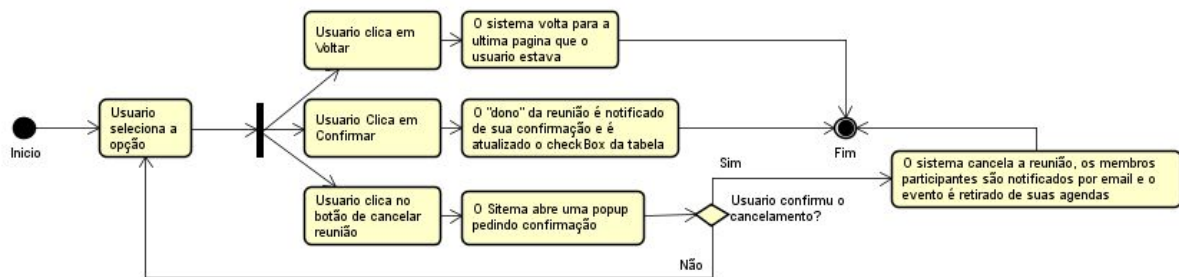 Usuario clica em
Voltar
O sistema volta para a
ultima pagina que o
usuario estava
Inicio
Usuario
seleciona a
opção
Usuario Clica em
Confirmar
O "dono" da reunião é notificado
de sua confirmação e é
atualizado o checkBox da tabela
Fim
Usuario clica no
botão de cancelar
reunião
O Sitema abre uma popup
pedindo confirmação
Usuario confirmu o
cancelamento?
Sim
Não
O sistema cancela a reunião, os membros
participantes são notificados por email e o
evento é retirado de suas agendas